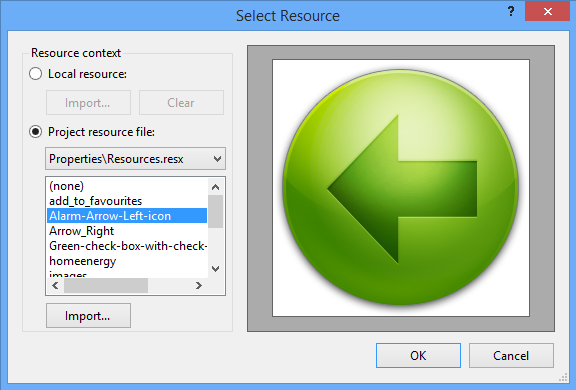 Select Resource
?
Resource context
Local resource:
Import...
Clear
Project resource file:
Properties\Resources.resx
(none)
add_to_favourites
Alarm-Arrow-Left-icon
Arrow_Right
Green-check-box-with-check-
homeenergy
images
Import...
OK
Cancel